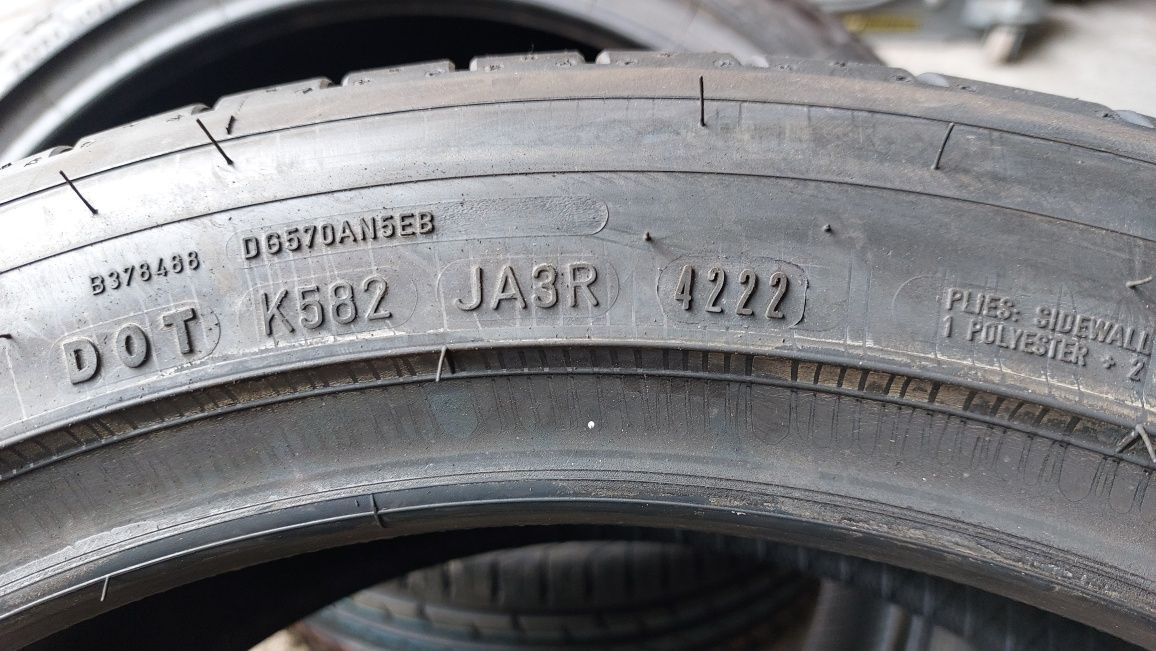 B378488 DG570AN5EB
DOT K582 JA3R 4222
PLIES: SIDEWALL
1 POLYESTER + 2